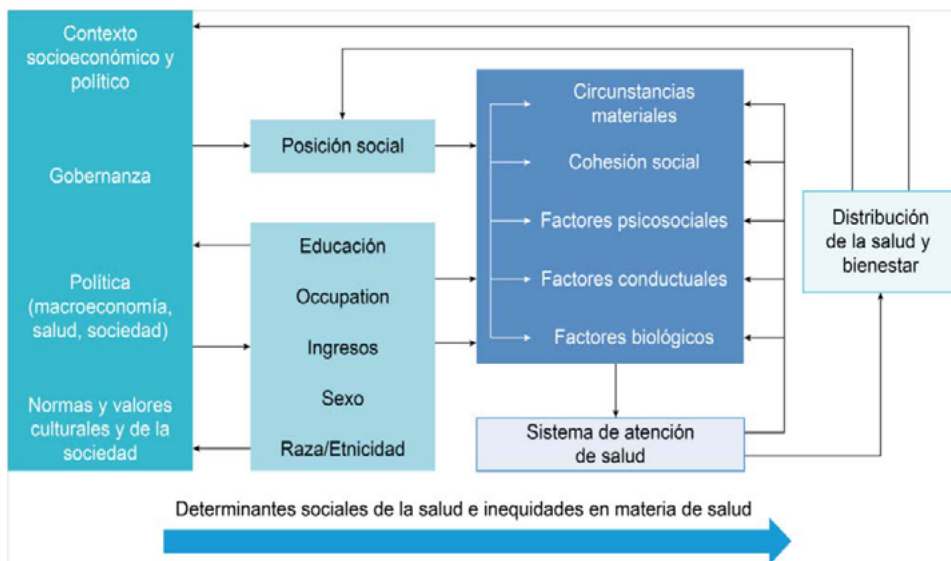 Contexto
socioeconómico y
político
Gobernanza
Política
(macroeconomía,
salud, sociedad)
Normas y valores
culturales y de la
sociedad
Posición social
Educación
Occupation
Ingresos
Sexo
Raza/Etnicidad
Circunstancias
materiales
Cohesión social
Factores psicosociales
Factores conductuales
Factores biológicos
Sistema de atención
de salud
Distribución
de la salud y
bienestar
Determinantes sociales de la salud e inequidades en materia de salud